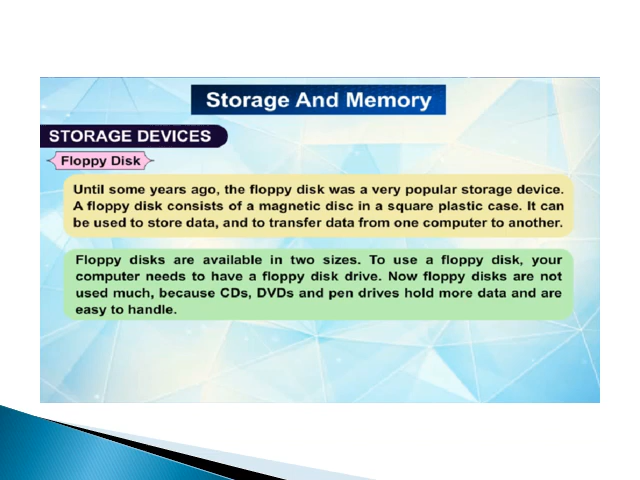 Storage And Memory
STORAGE DEVICES
Floppy Disk
Until some years ago, the floppy disk was a very popular storage device.
A floppy disk consists of a magnetic disc in a square plastic case. It can
be used to store data, and to transfer data from one computer to another.
Floppy disks are available in two sizes. To use a floppy disk, your
computer needs to have a floppy disk drive. Now floppy disks are not
used much, because CDs, DVDs and pen drives hold more data and are
easy to handle.